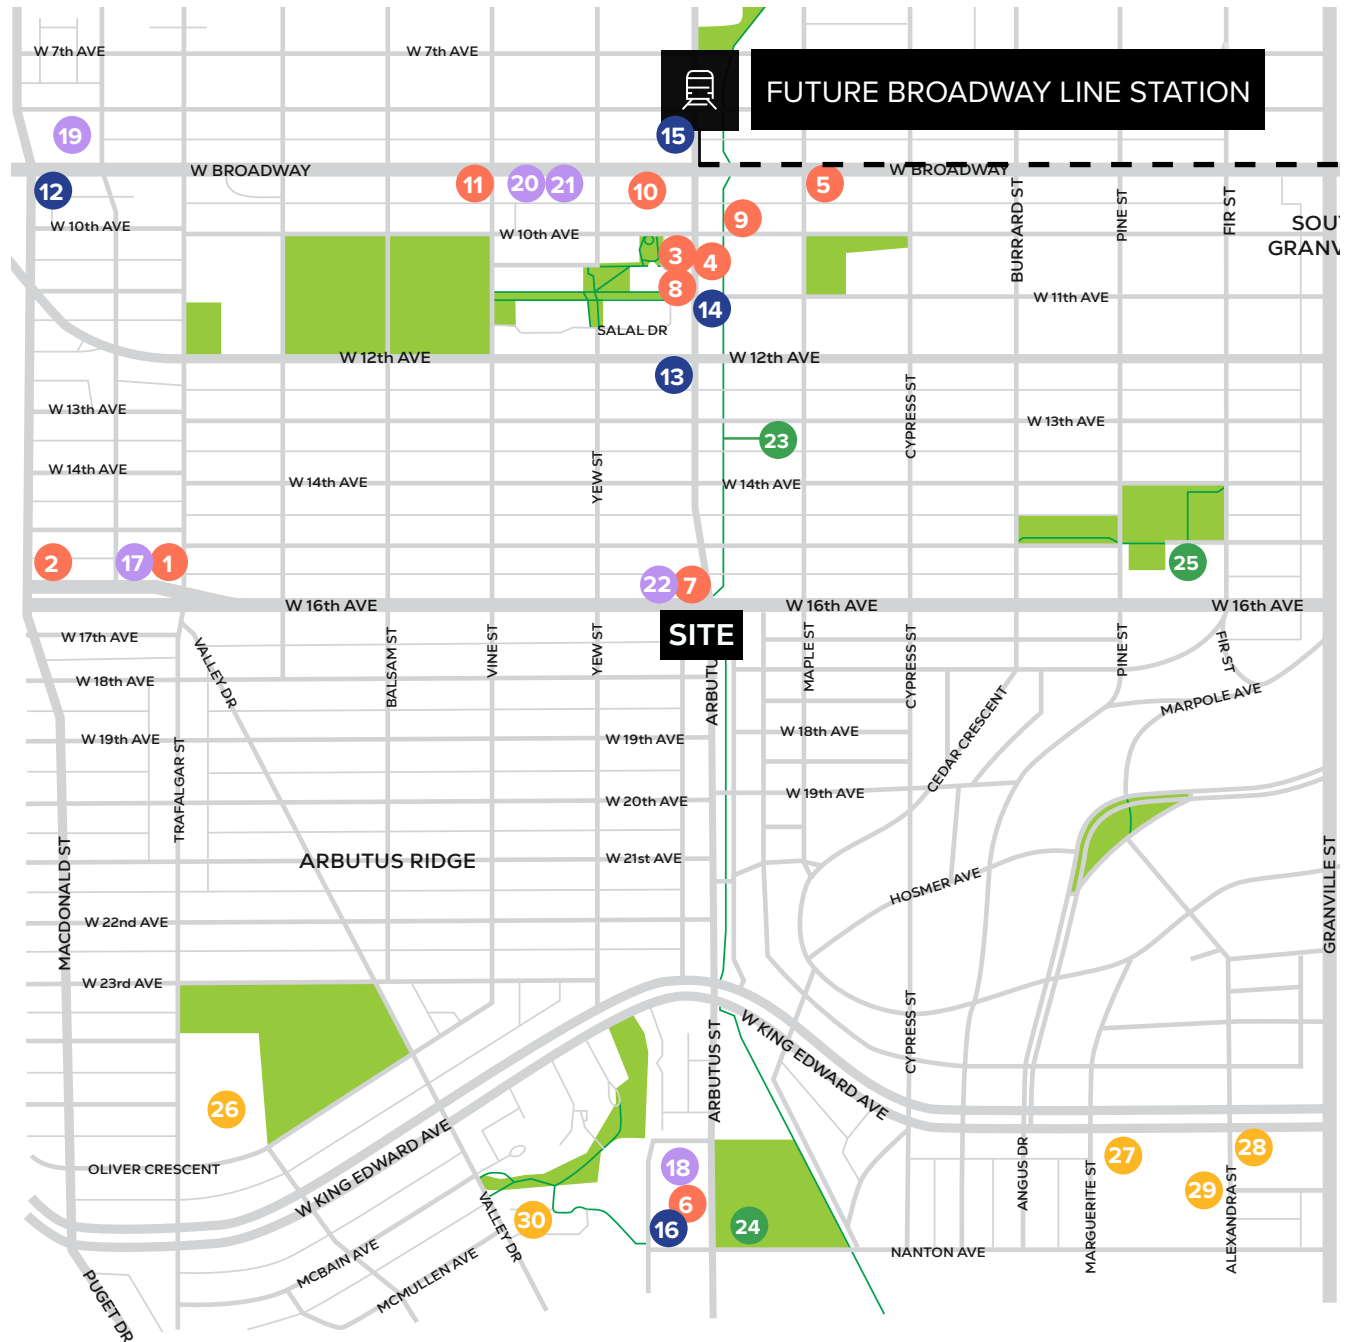 W 7th AVE
W 7th AVE
FUTURE BROADWAY LINE STATION
19
15
W BROADWAY
W BROADWAY
12
11
20
21
10
5
9
W 10th AVE
W 10th AVE
BURRARD ST
PINE ST
FIR ST
SOU
GRANV
3
4
8
14
W 11th AVE
SALAL DR
W 12th AVE
W 12th AVE
13
W 13th AVE
W 13th AVE
CYPRESS ST
23
W 14th AVE
W 14th AVE
YEW ST
W 14th AVE
2
17
1
22
7
25
W 16th AVE
W 16th AVE
W 16th AVE
SITE
W 17th AVE
VALLEY DR
BALSAM ST
VINE ST
YEW ST
ARBUTU
MAPLE ST
CYPRESS ST
PINE ST
FIR ST
W 18th AVE
MARPOLE AVE
W 19th AVE
TRAFALGAR ST
W 19th AVE
W 18th AVE
CEDAR CRESCENT
W 20th AVE
W 19th AVE
ARBUTUS RIDGE
W 21st AVE
MACDONALD ST
HOSMER AVE
GRANVILLE ST
W 22nd AVE
W 23rd AVE
W KING EDWARD AVE
ARBUTUS ST
CYPRESS ST
26
W KING EDWARD AVE
OLIVER CRESCENT
18
27
28
29
6
16
24
30
VALLEY DR
ANGUS DR
MARGUERITE ST
ALEXANDRA ST
NANTON AVE
MCBAIN AVE
MCMULLEN AVE
PUGET DR